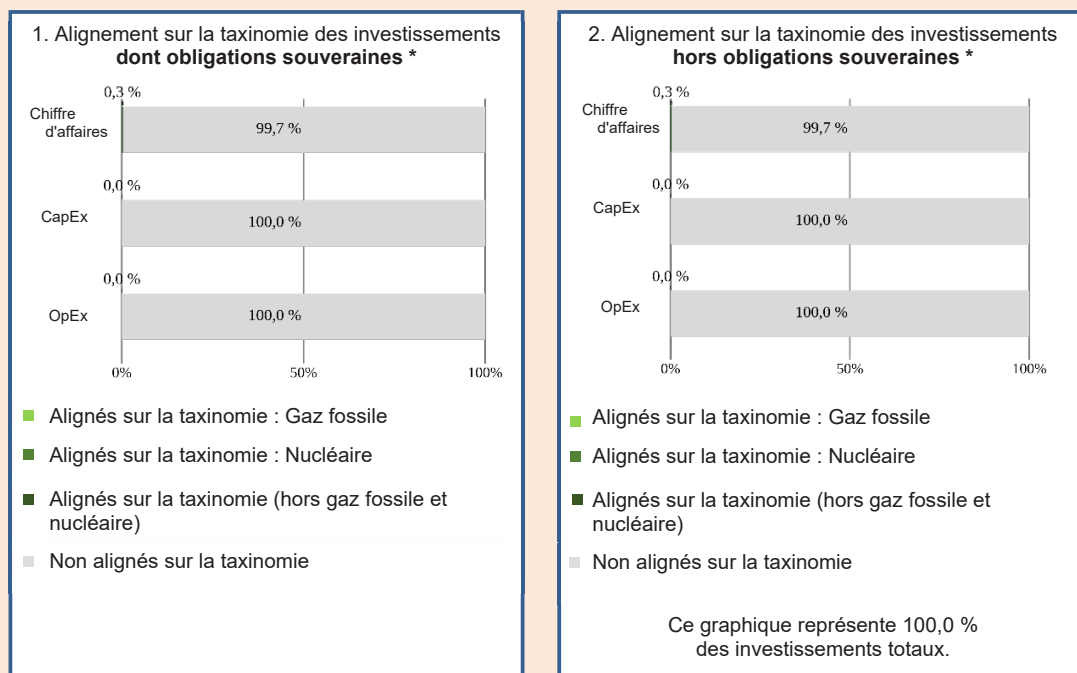 1. Alignement sur la taxinomie des investissements
dont obligations souveraines *
0,3 %
Chiffre
d'affaires
99,7 %
0,0 %
CapEx
100,0 %
0,0 %
OpEx
100,0 %
0%
50%
100%
Alignés sur la taxinomie : Gaz fossile
Alignés sur la taxinomie : Nucléaire
Alignés sur la taxinomie (hors gaz fossile et
nucléaire)
Non alignés sur la taxinomie
2. Alignement sur la taxinomie des investissements
hors obligations souveraines *
0,3 %
Chiffre
d'affaires
99,7 %
0,0 %
CapEx
100,0 %
0,0 %
OpEx
100,0 %
0%
50%
100%
Alignés sur la taxinomie : Gaz fossile
Alignés sur la taxinomie : Nucléaire
Alignés sur la taxinomie (hors gaz fossile et
nucléaire)
Non alignés sur la taxinomie
Ce graphique représente 100,0 %
des investissements totaux.